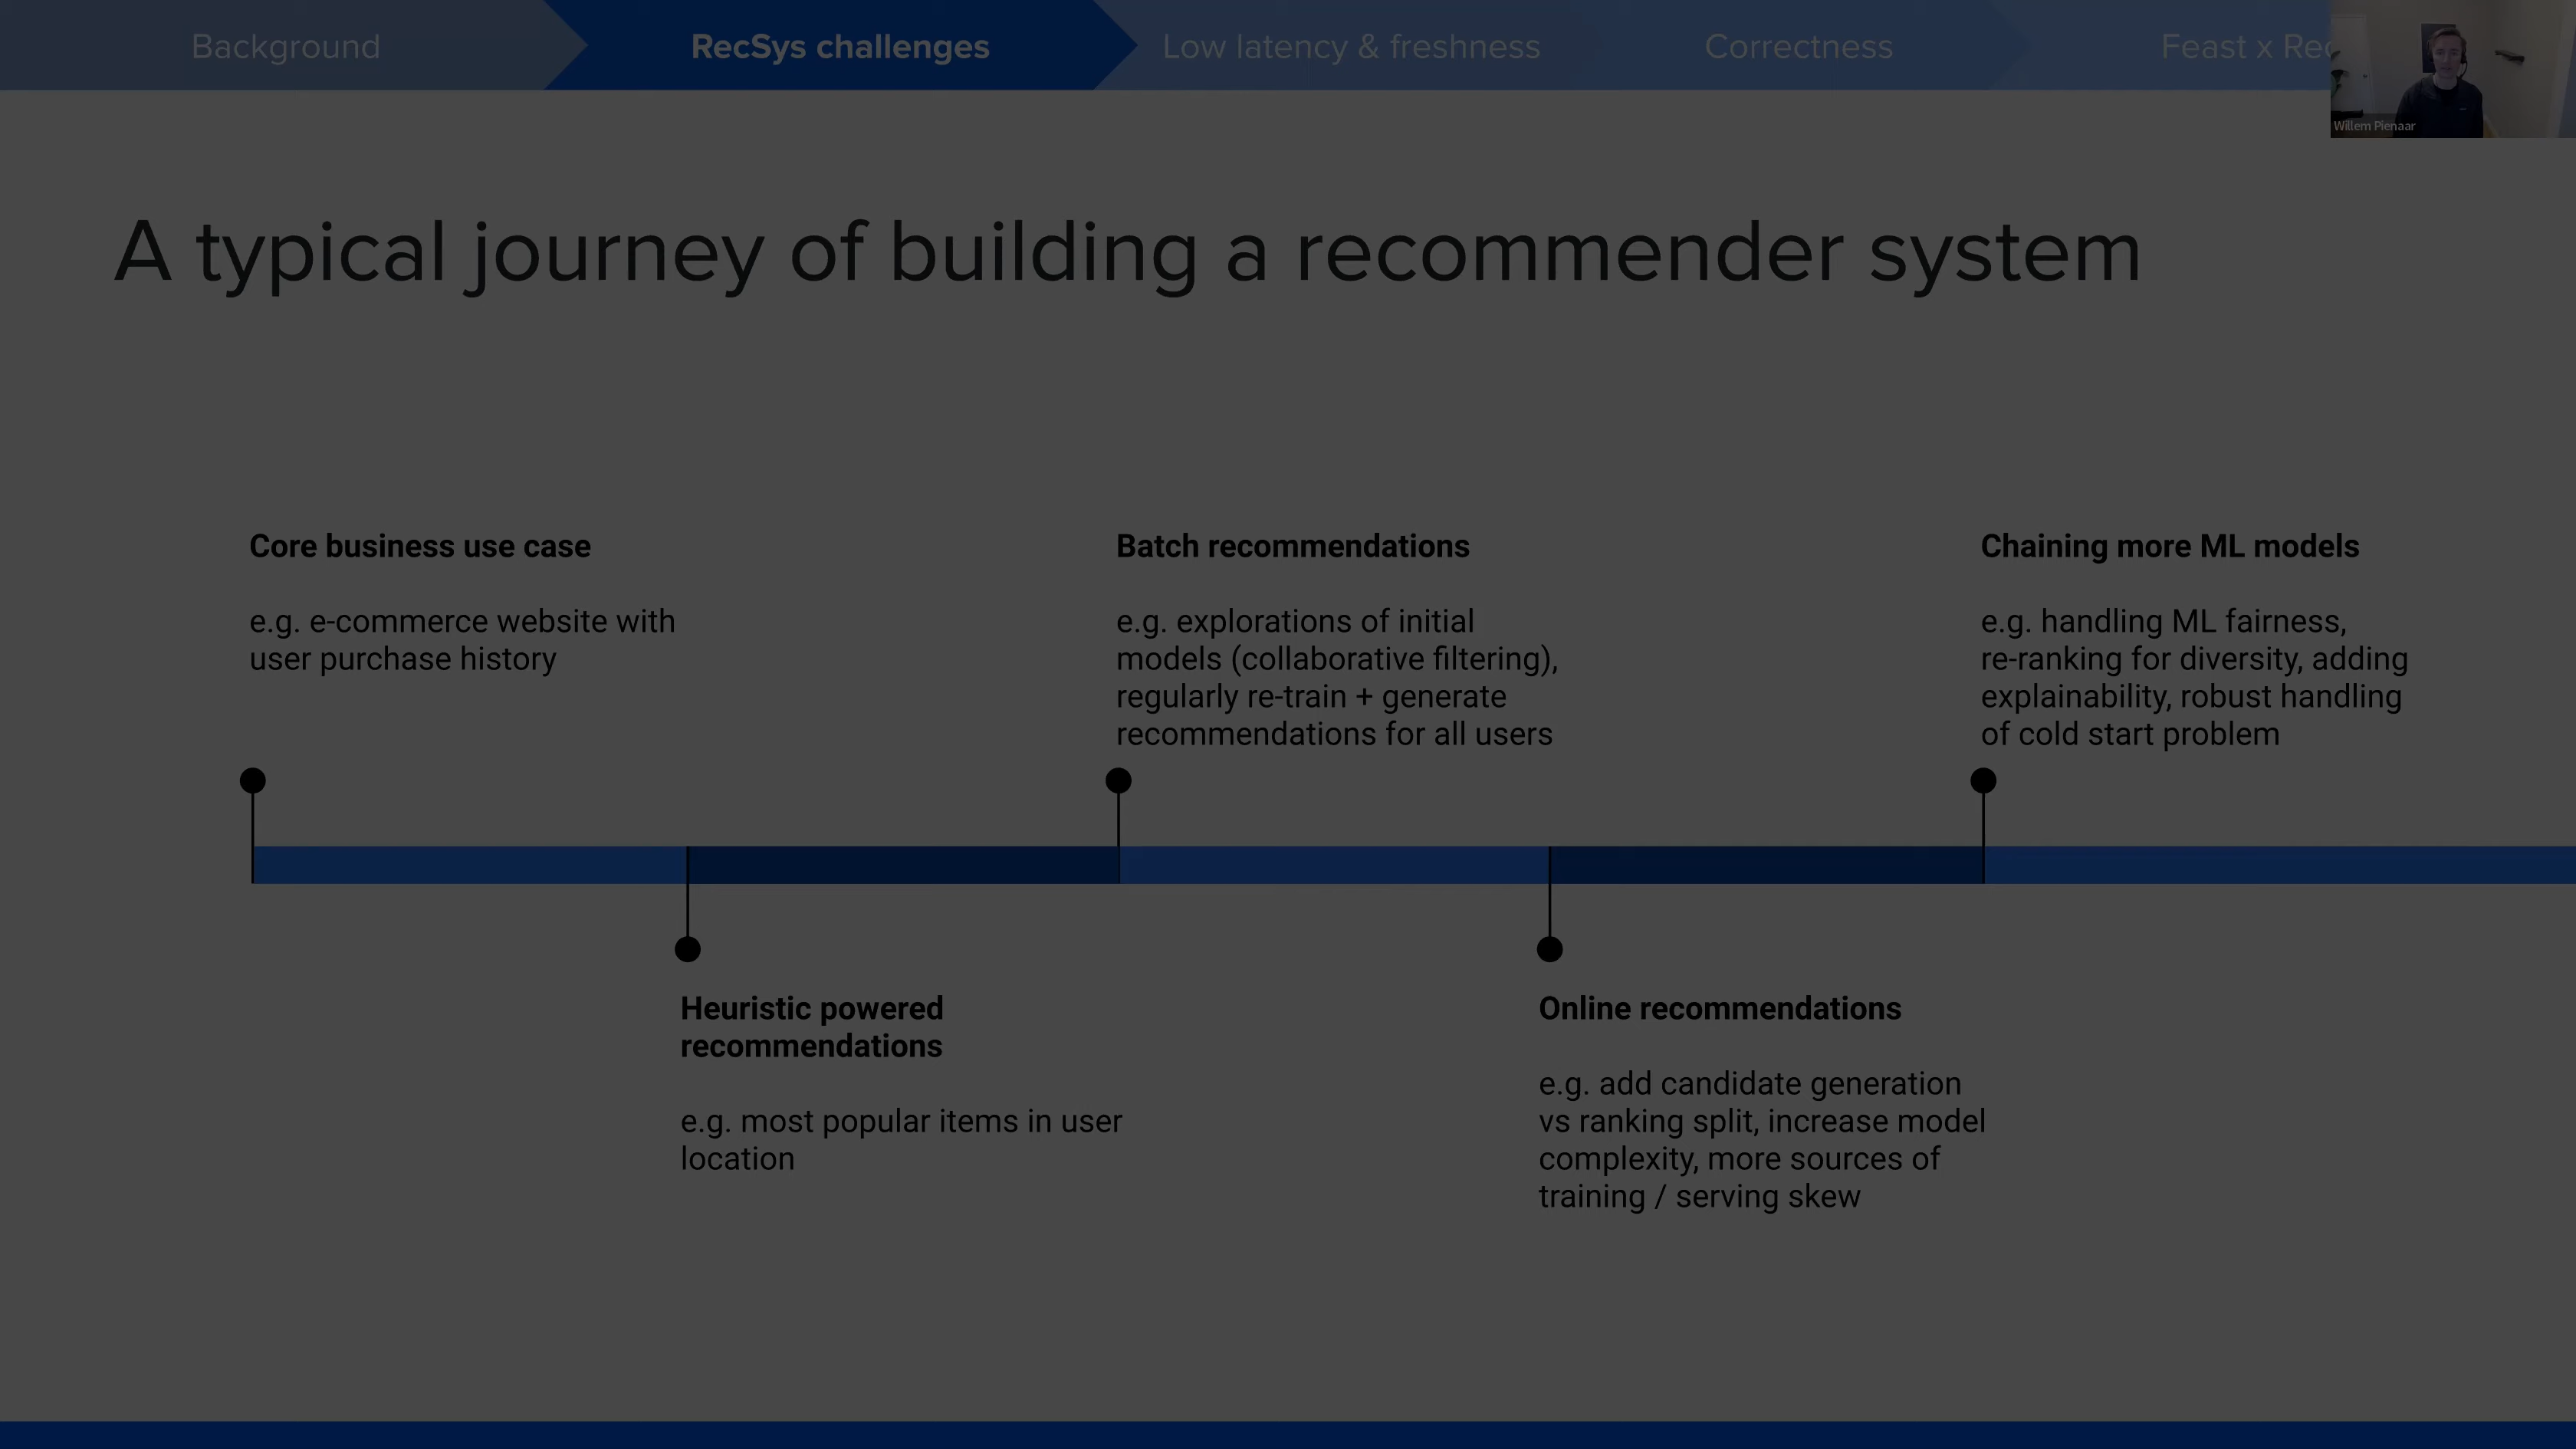 Background
RecSys challenges
Low latency & freshness
Correctness
Feast x Rec
Willem Pienaar
A typical journey of building a recommender system
Core business use case
e.g. e-commerce website with
user purchase history
Batch recommendations
e.g. explorations of initial
models (collaborative filtering),
regularly re-train + generate
recommendations for all users
Chaining more ML models
e.g. handling ML fairness,
re-ranking for diversity, adding
explainability, robust handling
of cold start problem
Heuristic powered
recommendations
e.g. most popular items in user
location
Online recommendations
e.g. add candidate generation
vs ranking split, increase model
complexity, more sources of
training / serving skew